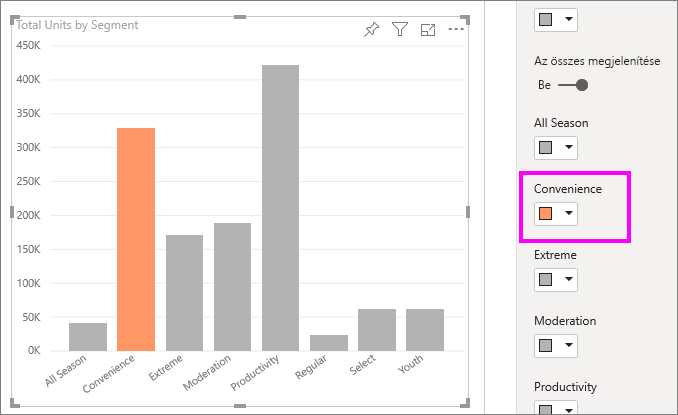 Total Units by Segment
450K
400K
350K
300K
250K
200K
150K
100K
50K
0K
All Season
Convenience
Extreme
Moderation
Productivity
Regular
Select
Youth
Az összes megjelenítése
Be
All Season
Convenience
Extreme
Moderation
Productivity